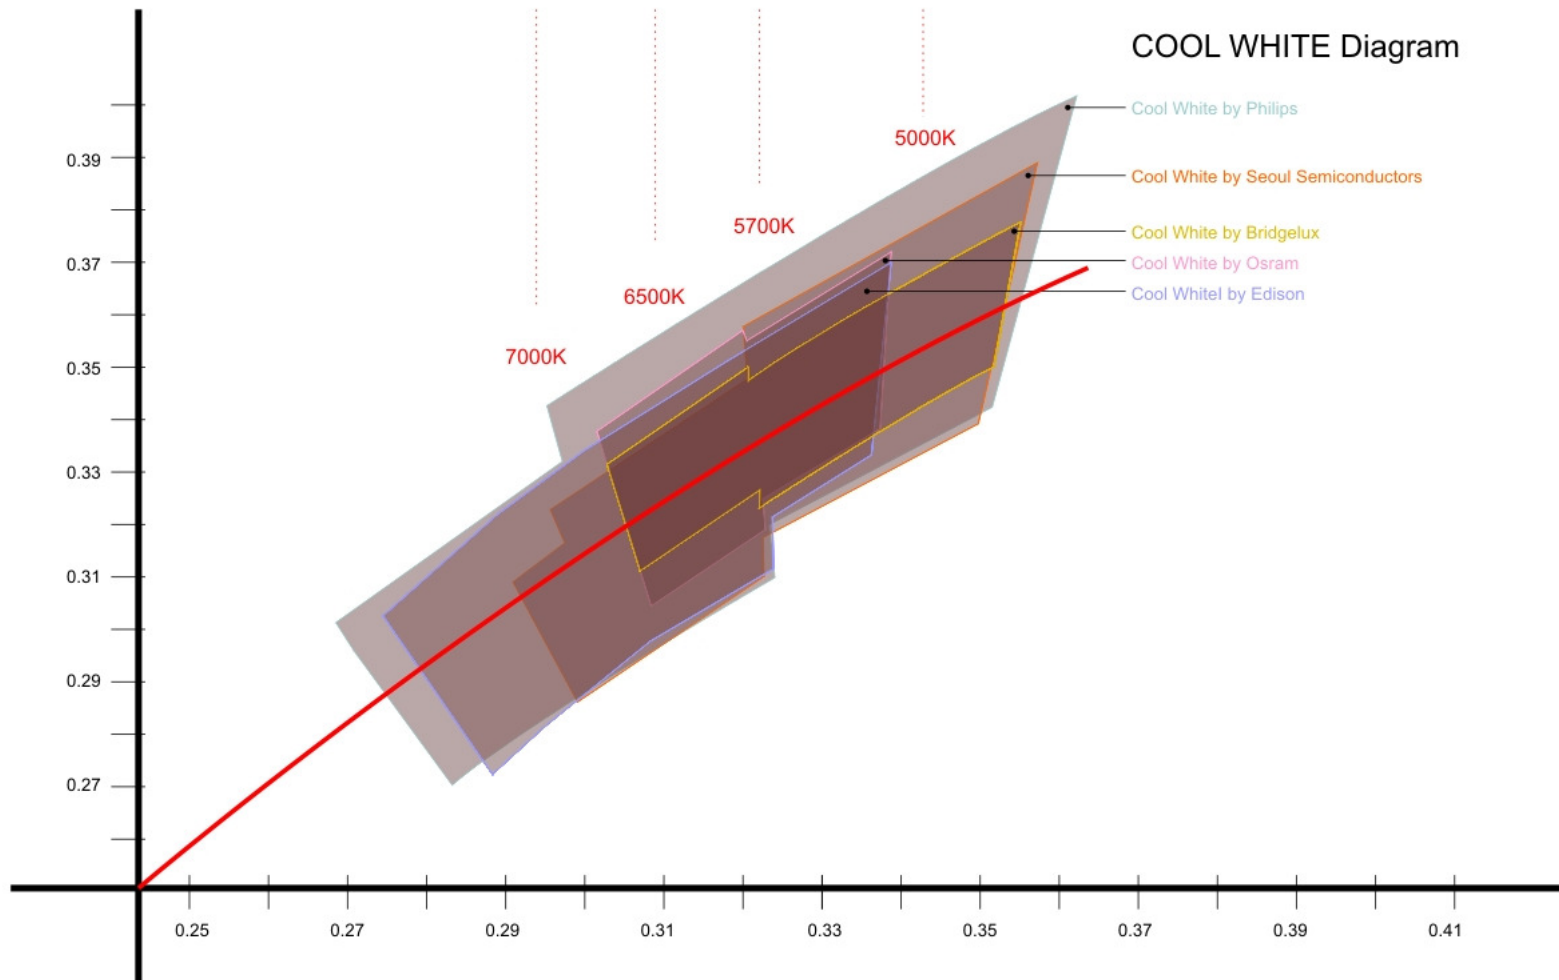 COOL WHITE Diagram
Cool White by Philips
5000K
Cool White by Seoul Semiconductors
5700K
Cool White by Bridgelux
Cool White by Osram
Cool Whitel by Edison
6500K
7000K
0.39
0.37
0.35
0.33
0.31
0.29
0.27
0.25 0.27 0.29 0.31 0.33 0.35 0.37 0.39 0.41